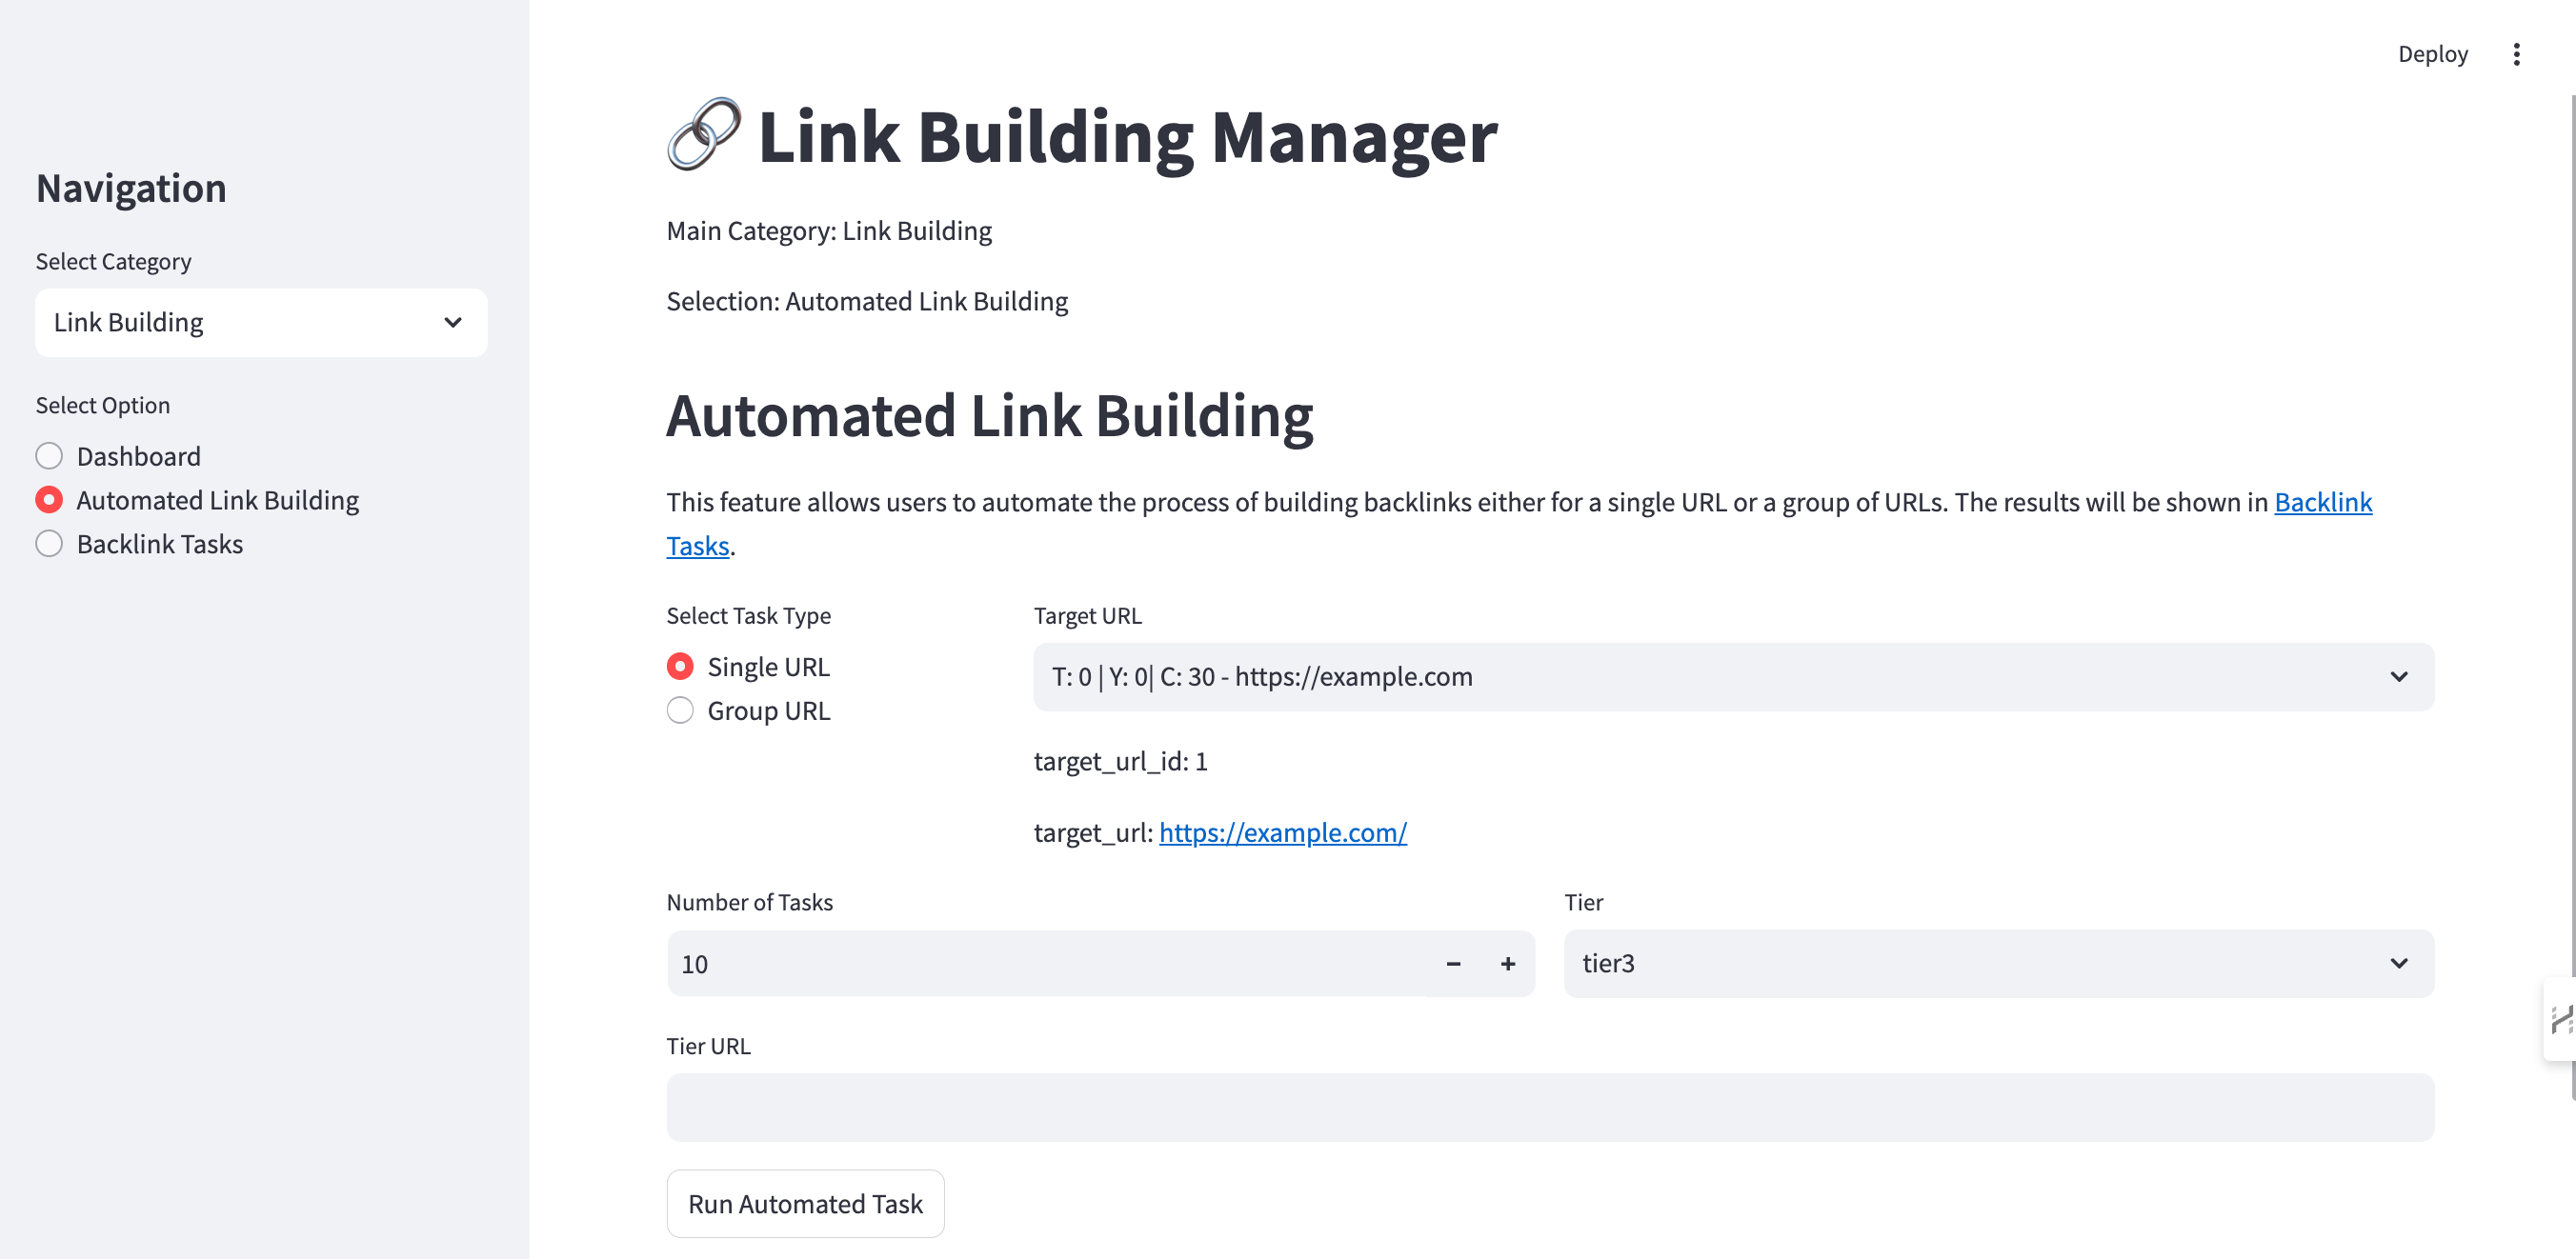 Deploy
Navigation
Select Category
Link Building
Select Option
Dashboard
Automated Link Building
Backlink Tasks
Link Building Manager
Main Category: Link Building
Selection: Automated Link Building
Automated Link Building
This feature allows users to automate the process of building backlinks either for a single URL or a group of URLs. The results will be shown in Backlink
Tasks.
Select Task Type
Single URL
Group URL
Target URL
T: 0 | Y: 0| C: 30 - https://example.com
target_url_id: 1
target_url: https://example.com/
Number of Tasks
10
Tier
tier3
Tier URL
Run Automated Task